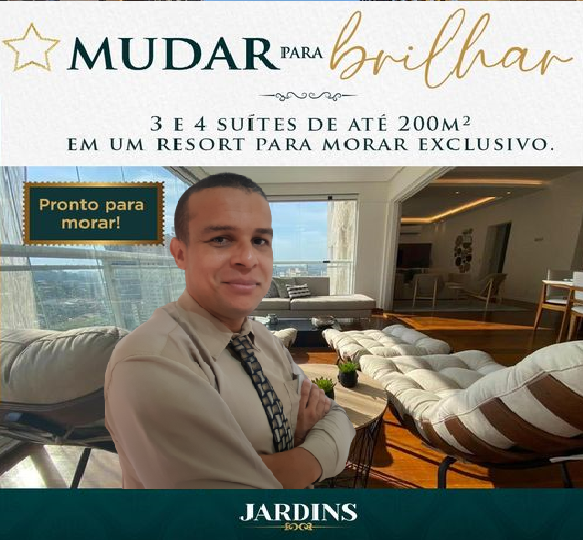 MUDAR PARA brilhar
3 E 4 SUÍTES DE ATÉ 200M²
EM UM RESORT PARA MORAR EXCLUSIVO.
Pronto para
morar!
JARDINS